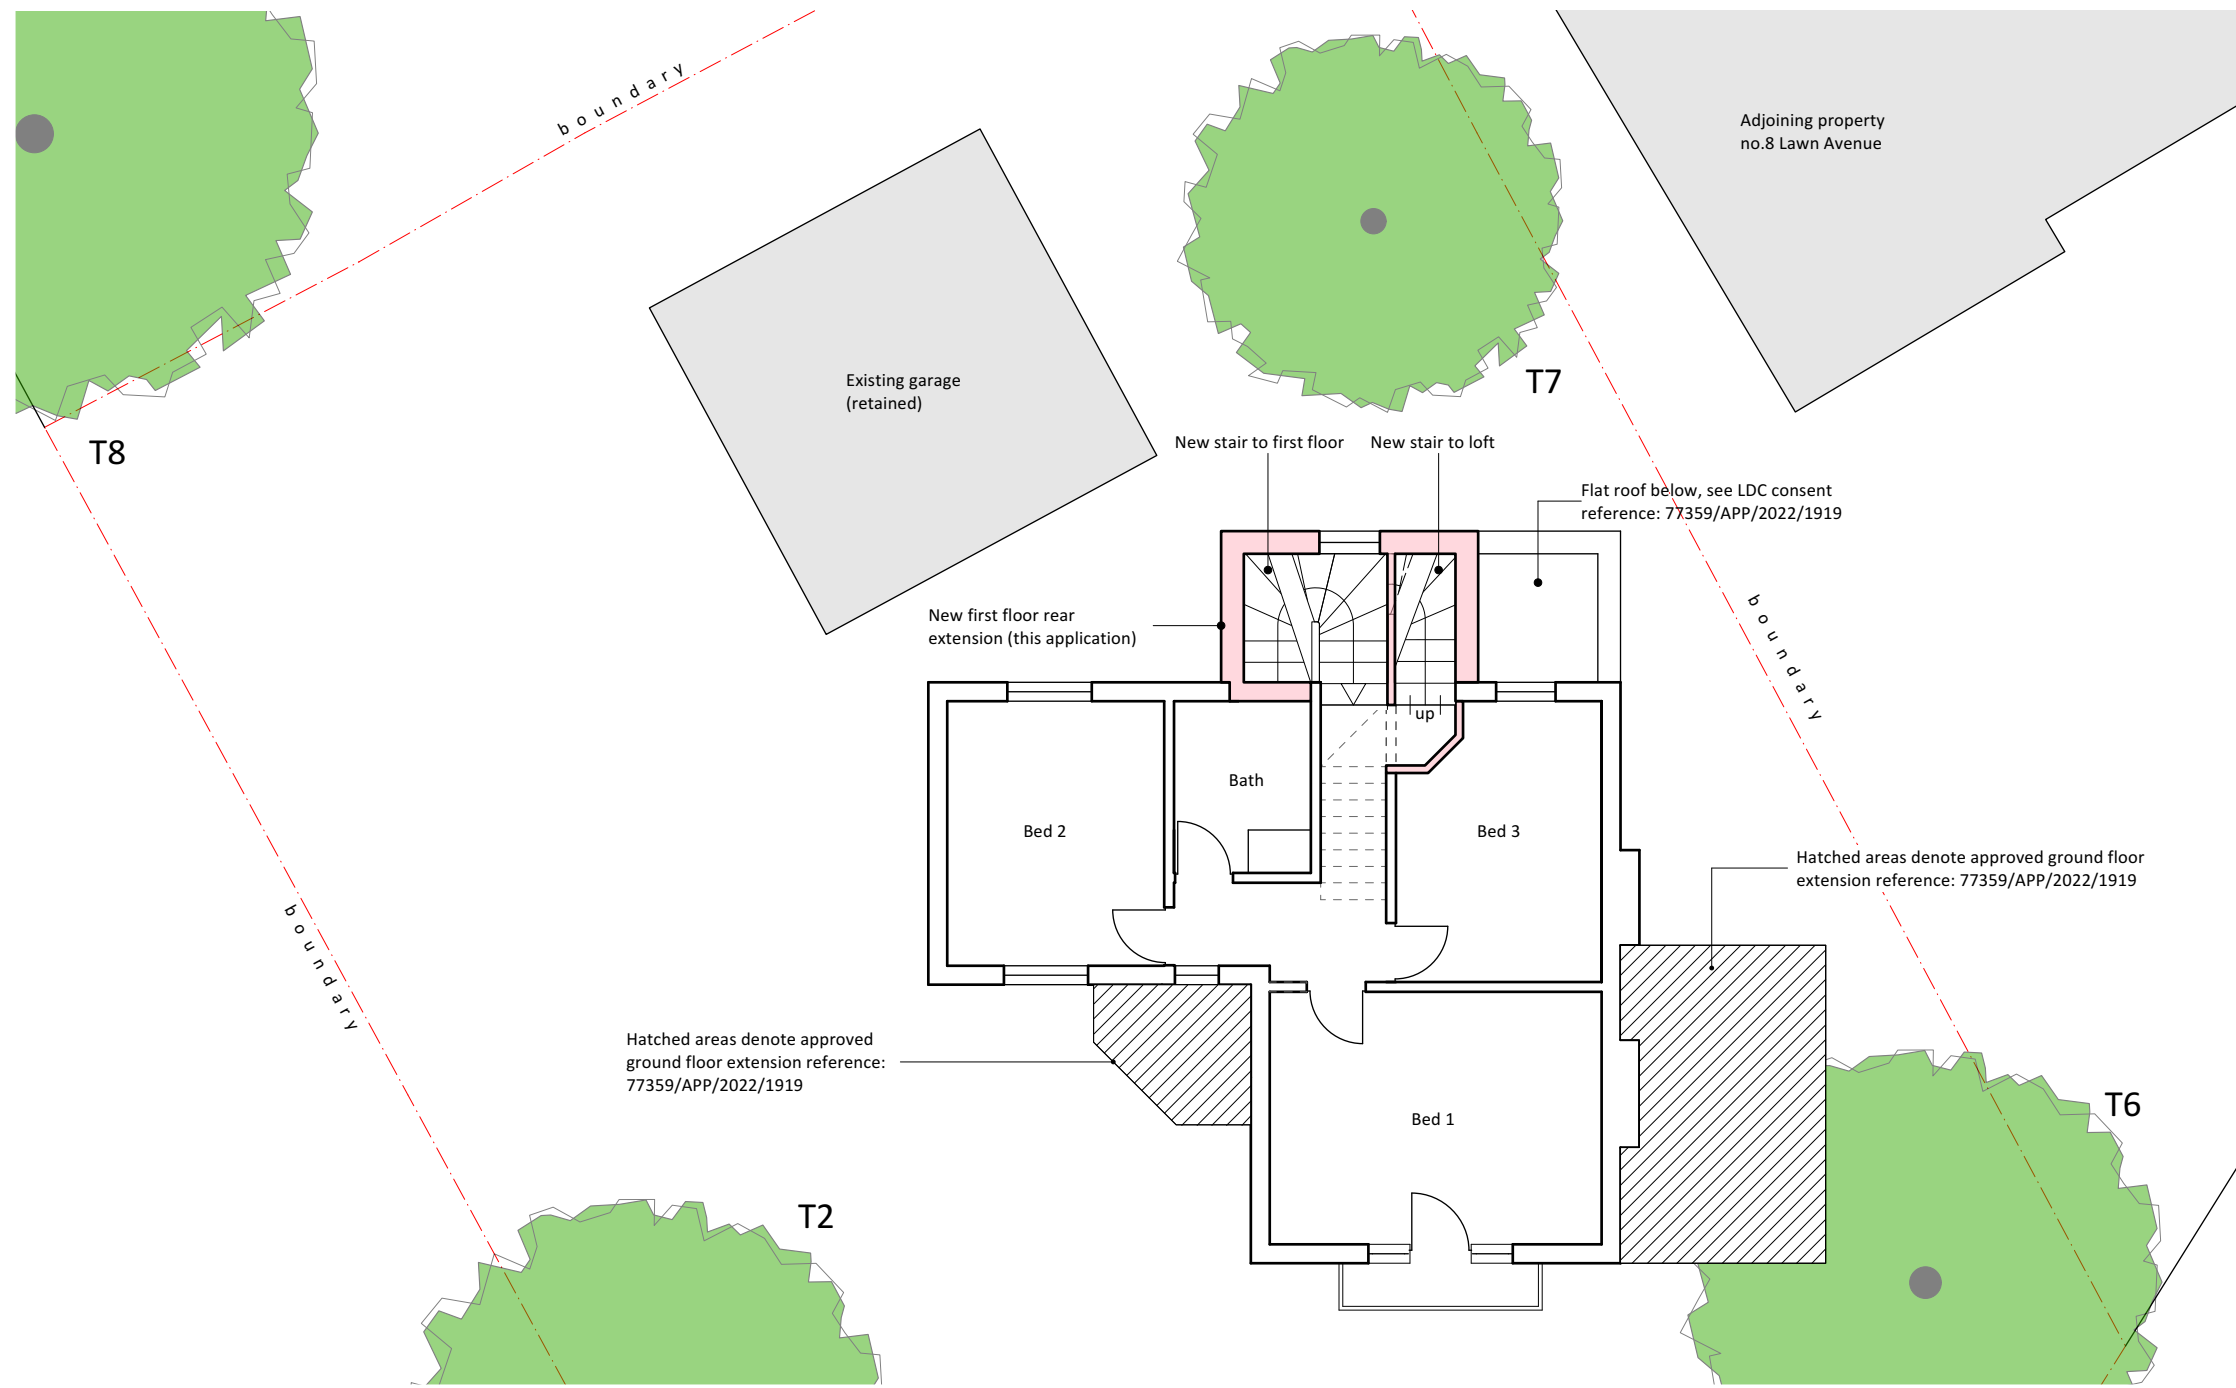 boundary
Adjoining property
no.8 Lawn Avenue
Existing garage
(retained)
T7
T8
New stair to first floor
New stair to loft
Flat roof below, see LDC consent
reference: 77359/APP/2022/1919
New first floor rear
extension (this application)
boundary
up
Bath
Bed 2
Bed 3
Hatched areas denote approved ground floor
extension reference: 77359/APP/2022/1919
boundary
Hatched areas denote approved
ground floor extension reference:
77359/APP/2022/1919
Bed 1
T6
T2